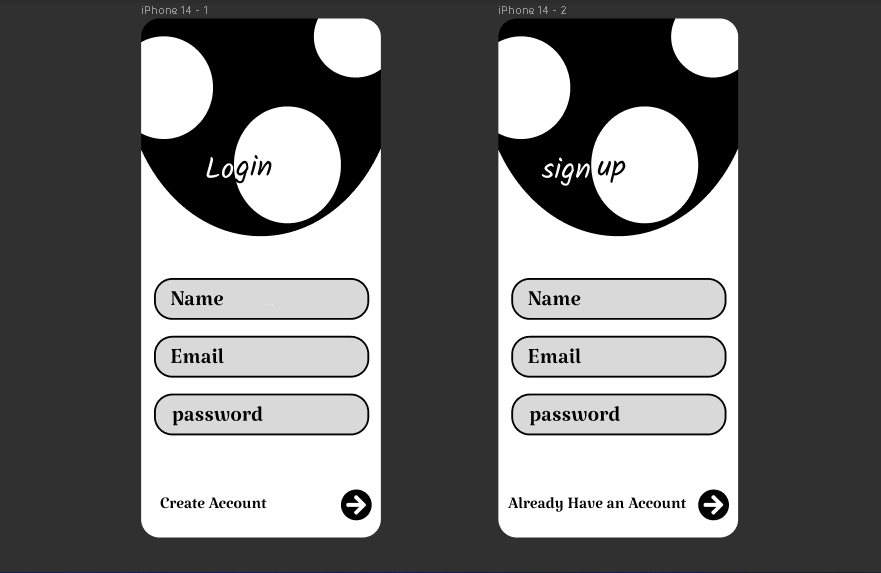 iPhone 14 - 1
Login
Name
Email
password
Create Account
iPhone 14 - 2
sign up
Name
Email
password
Already Have an Account